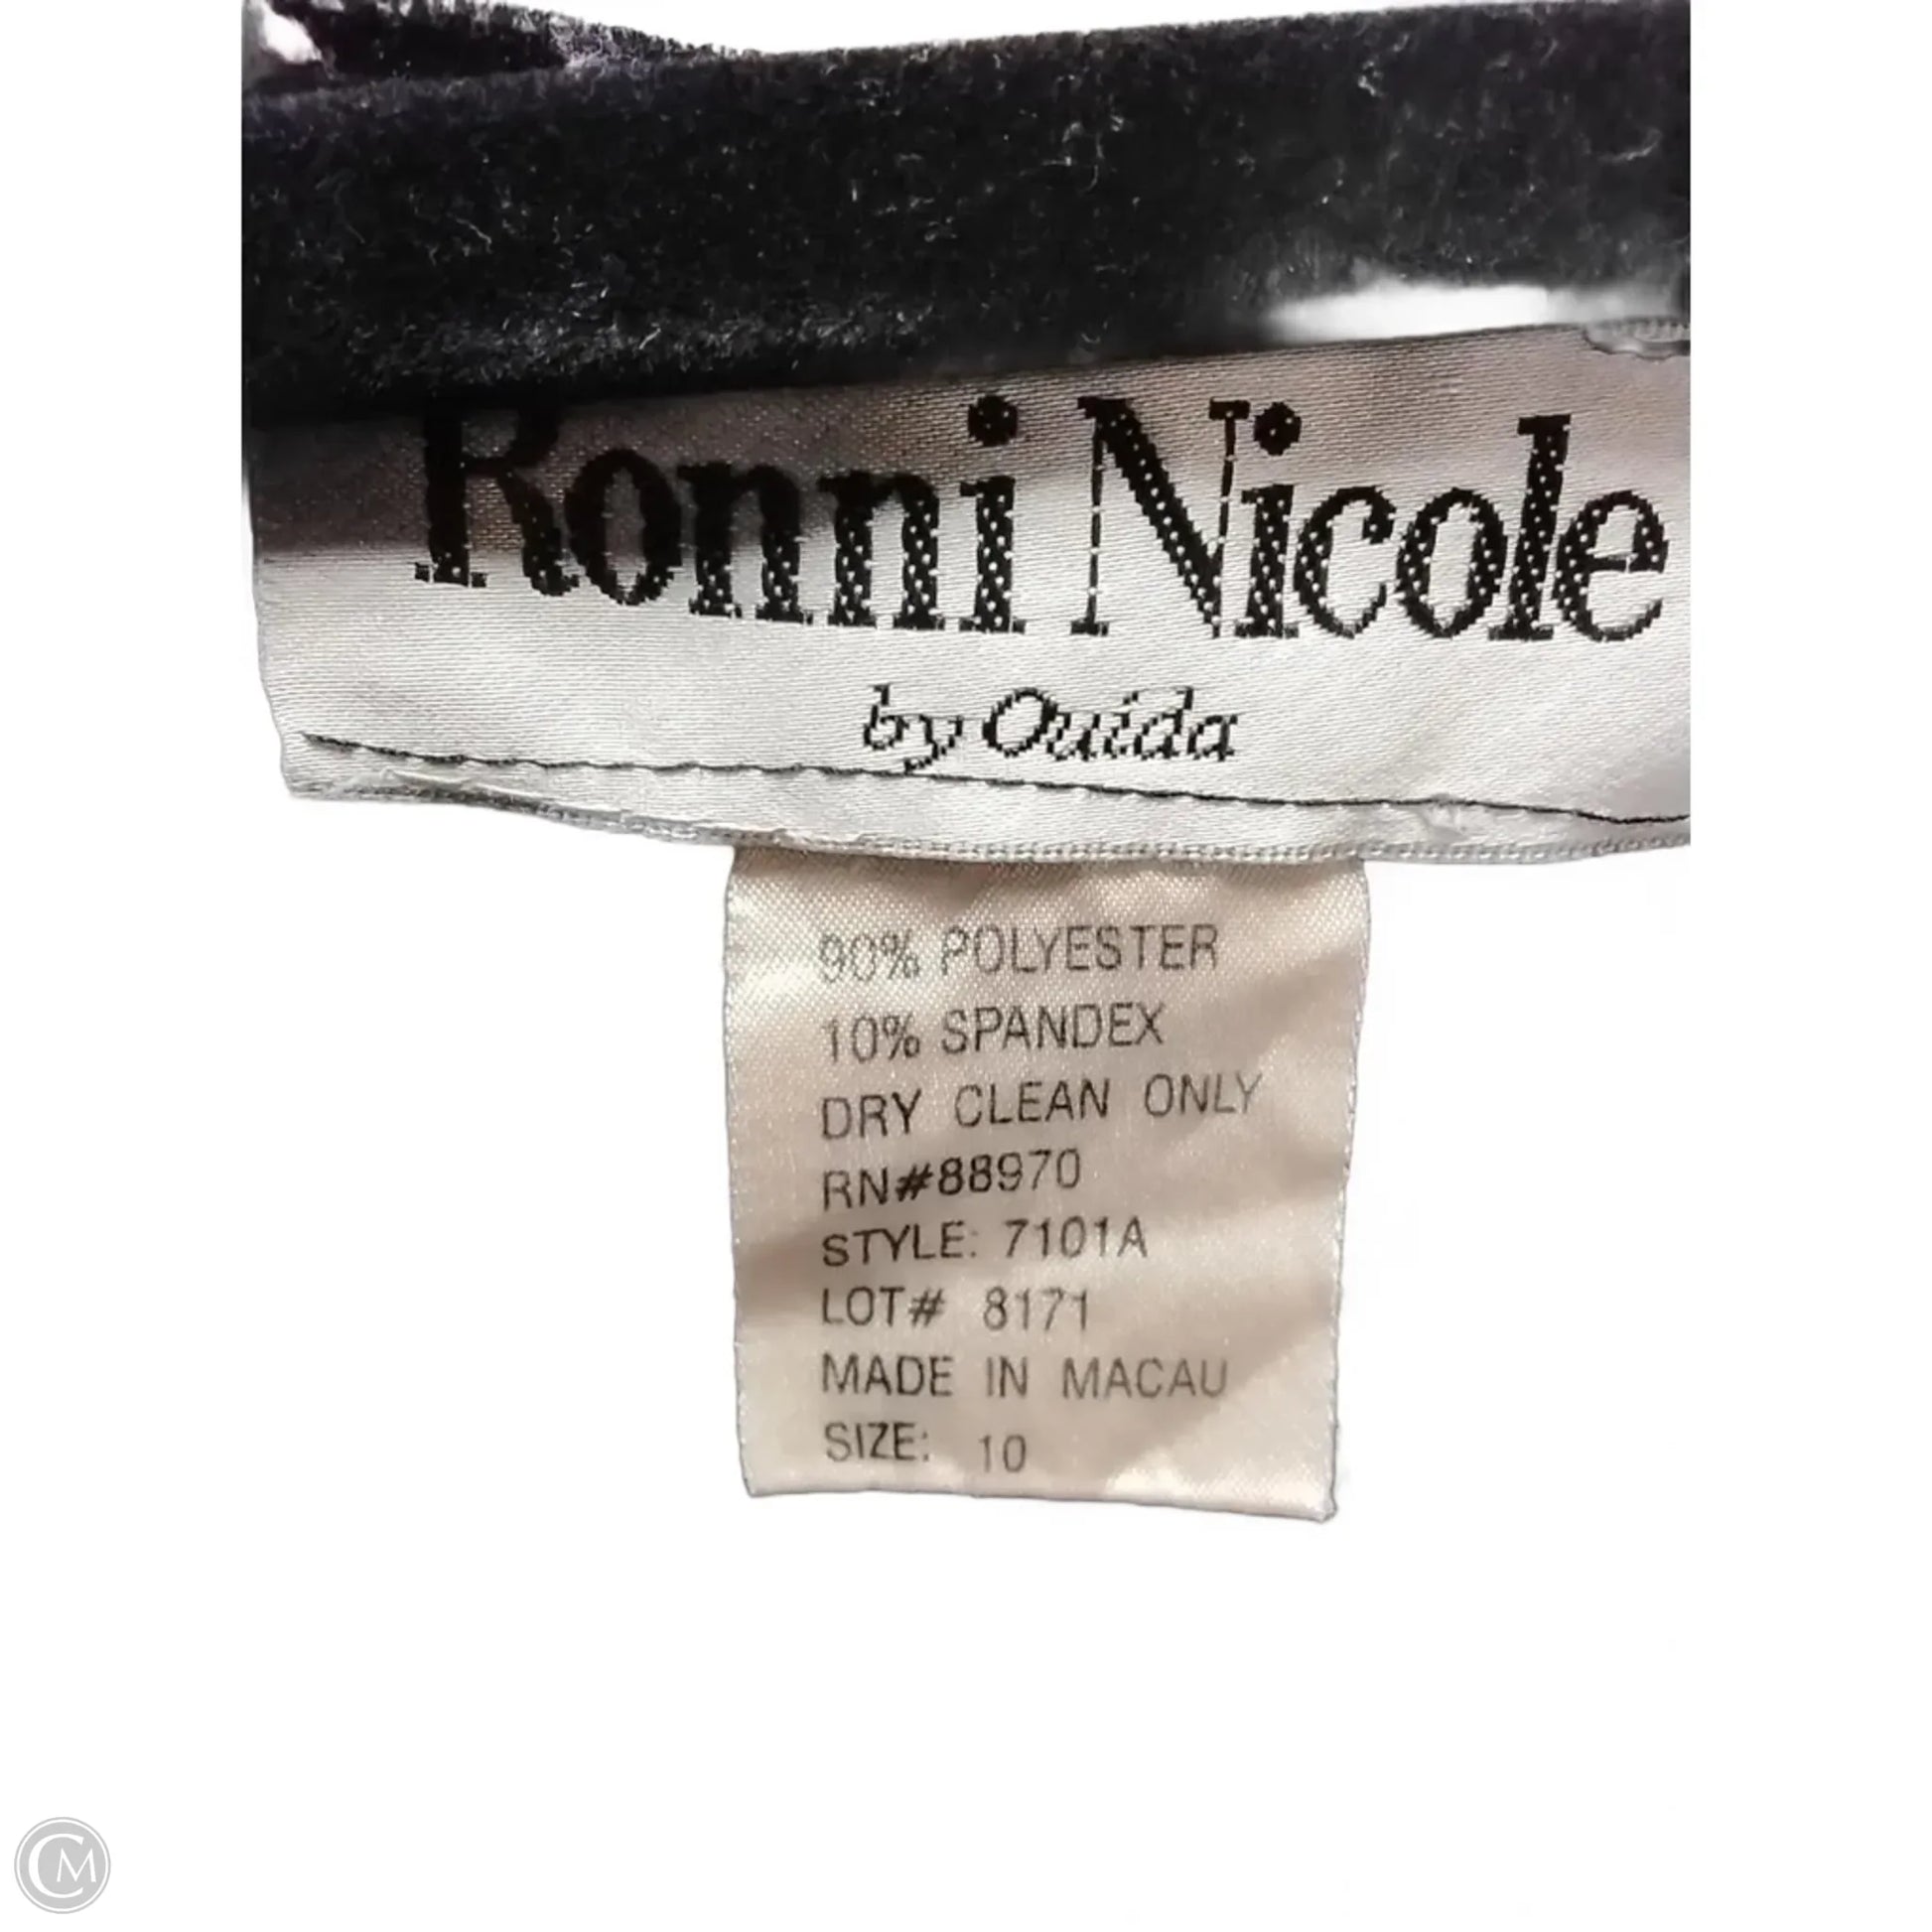 Ronni Nicole
by Ouida
90% POLYESTER
10% SPANDEX
DRY CLEAN ONLY
RN#88970
STYLE: 7101A
LOT# 8171
MADE IN MACAU
SIZE: 10
CM